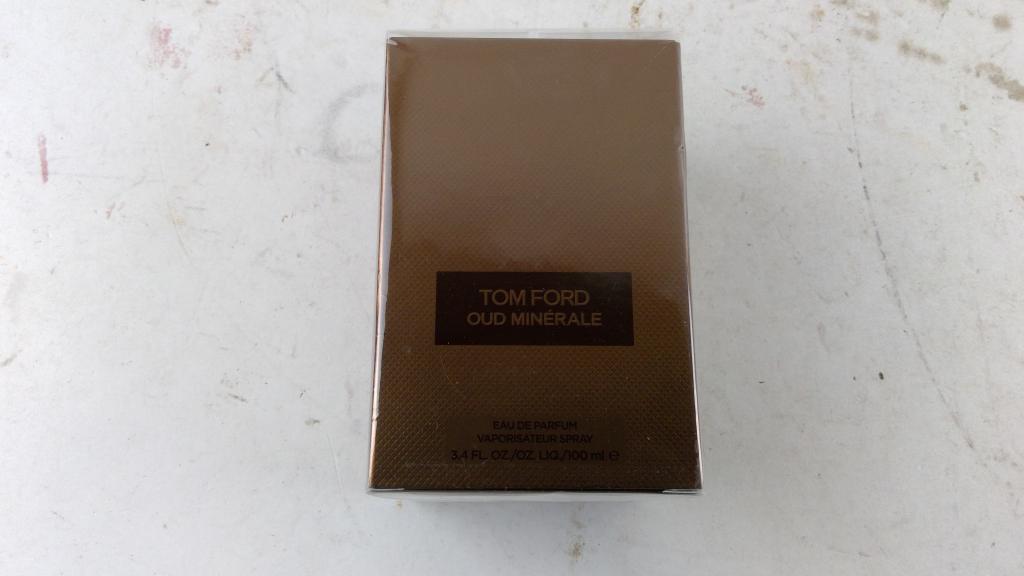 TOM FORD
OUD MINÉRALE
EAU DE PARFUM
VAPORISATEUR SPRAY
3.4 FL. OZ./OZ. LIQ./100 ml ℮